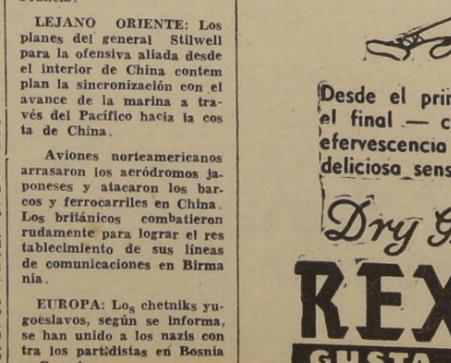 LEJANO ORIENTE: Los
planes del general Stilwell
para la ofensiva aliada desde
el interior de China contem
plan la sincronización con el
avance de la marina a tra-
vés del Pacífico hacia la cos
ta de China.
Aviones norteamericanos
arrasaron los aeródromos ja-
poneses y atacaron los bar-
cos y ferrocarriles en China.
Los británicos combatieron
rudamente para lograr el res
tablecimiento de sus líneas
de comunicaciones en Birma
nia.
EUROPA: Los chetniks yu-
goeslavos, según se informa,
se han unido a los nazis con
tra los partidistas en Bosnia
Desde el
el final —
efervescencia
deliciosa
Dry
REX
GUSTA